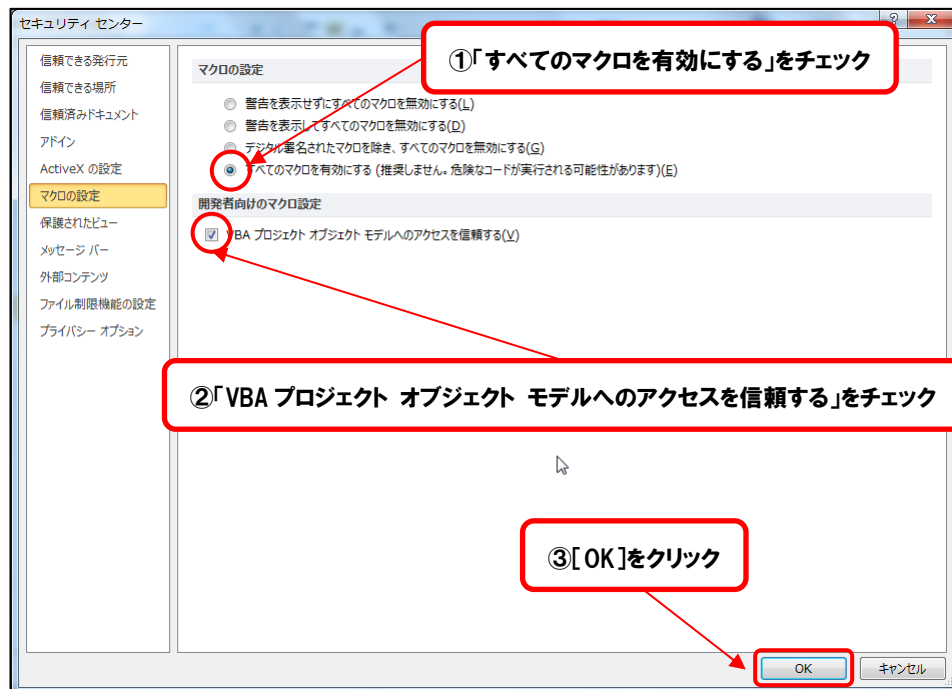 セキュリティ センター
①「すべてのマクロを有効にする」をチェック
信頼できる発行元
信頼できる場所
信頼済みドキュメント
アドイン
ActiveX の設定
マクロの設定
保護されたビュー
メッセージ バー
外部コンテンツ
ファイル制限機能の設定
プライバシー オプション
マクロの設定
警告を表示せずにすべてのマクロを無効にする(L)
警告を表示してすべてのマクロを無効にする(D)
デジタル署名されたマクロを除き、すべてのマクロを無効にする(G)
すべてのマクロを有効にする (推奨しません。危険なコードが実行される可能性があります)(E)
開発者向けのマクロ設定
VBA プロジェクト オブジェクト モデルへのアクセスを信頼する(V)
②「VBA プロジェクト オブジェクト モデルへのアクセスを信頼する」をチェック
③[OK]をクリック
OK
キャンセル